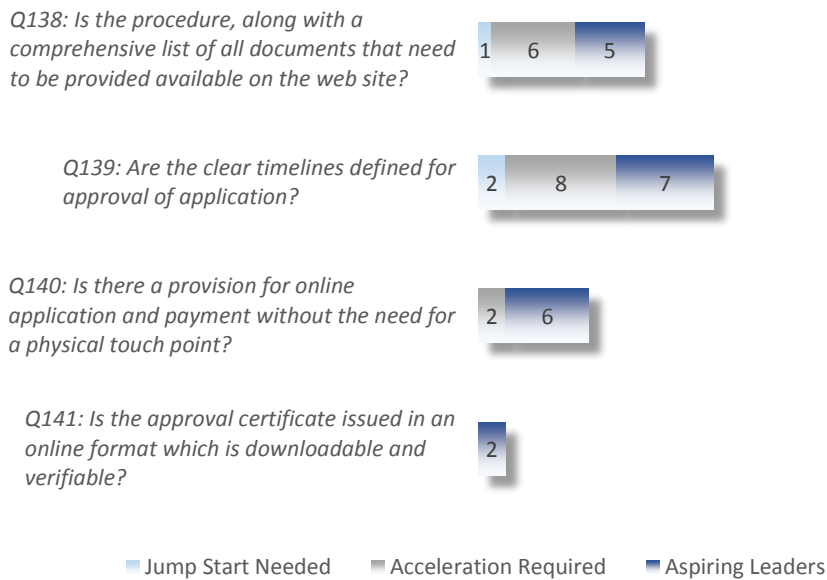 Q138: Is the procedure, along with a
comprehensive list of all documents that need
to be provided available on the web site?
1 6 5
Q139: Are the clear timelines defined for
approval of application?
2 8 7
Q140: Is there a provision for online
application and payment without the need for
a physical touch point?
2 6
Q141: Is the approval certificate issued in an
online format which is downloadable and
verifiable?
2
Jump Start Needed Acceleration Required Aspiring Leaders